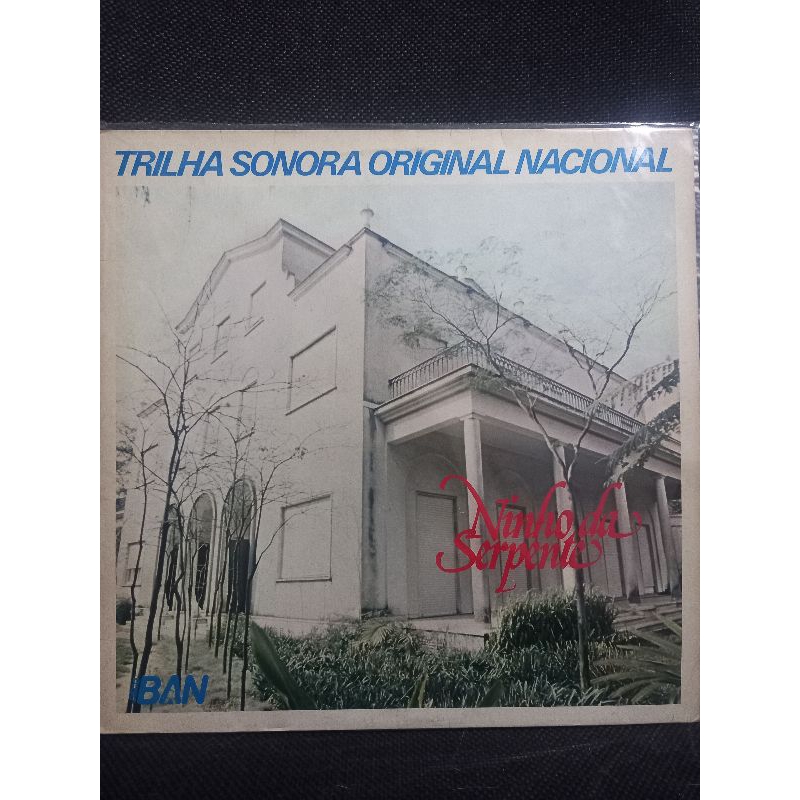 TRILHA SONORA ORIGINAL NACIONAL
Ninho da
Serpente
BAN